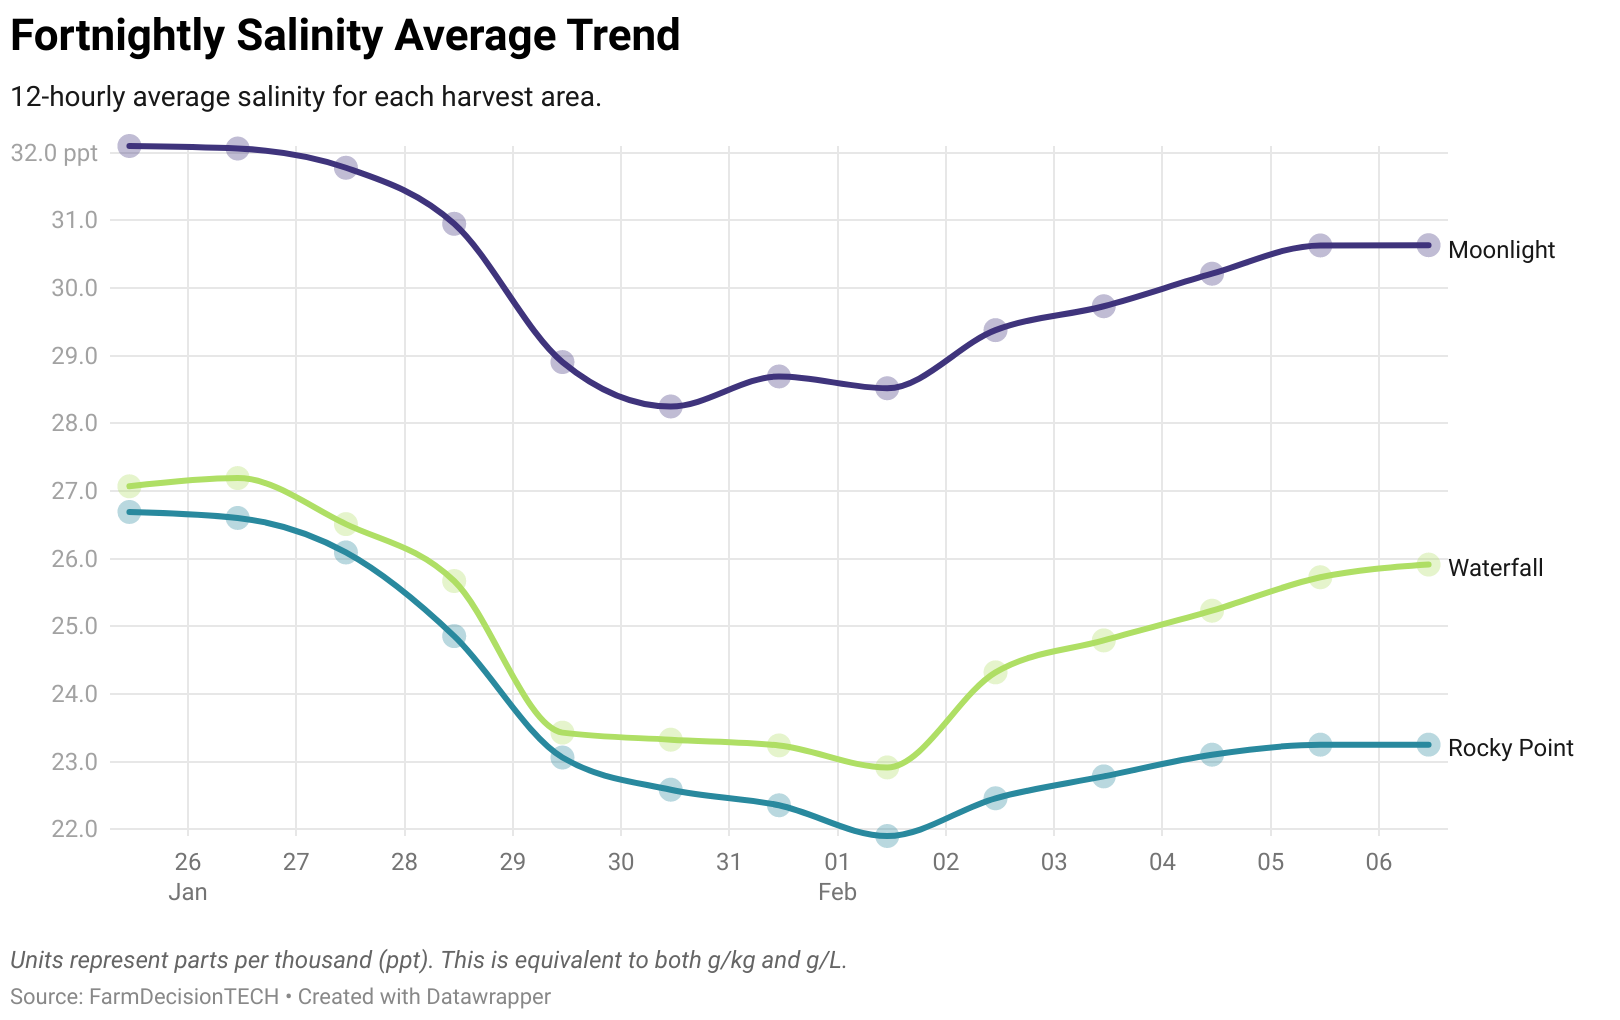 Fortnightly Salinity Average Trend
12-hourly average salinity for each harvest area.
32.0 ppt
31.0
30.0
29.0
28.0
27.0
26.0
25.0
24.0
23.0
22.0
Moonlight
Waterfall
Rocky Point
26 27 28 29 30 31 01 02 03 04 05 06
Jan Feb
Units represent parts per thousand (ppt). This is equivalent to both g/kg and g/L.
Source: FarmDecisionTECH • Created with Datawrapper